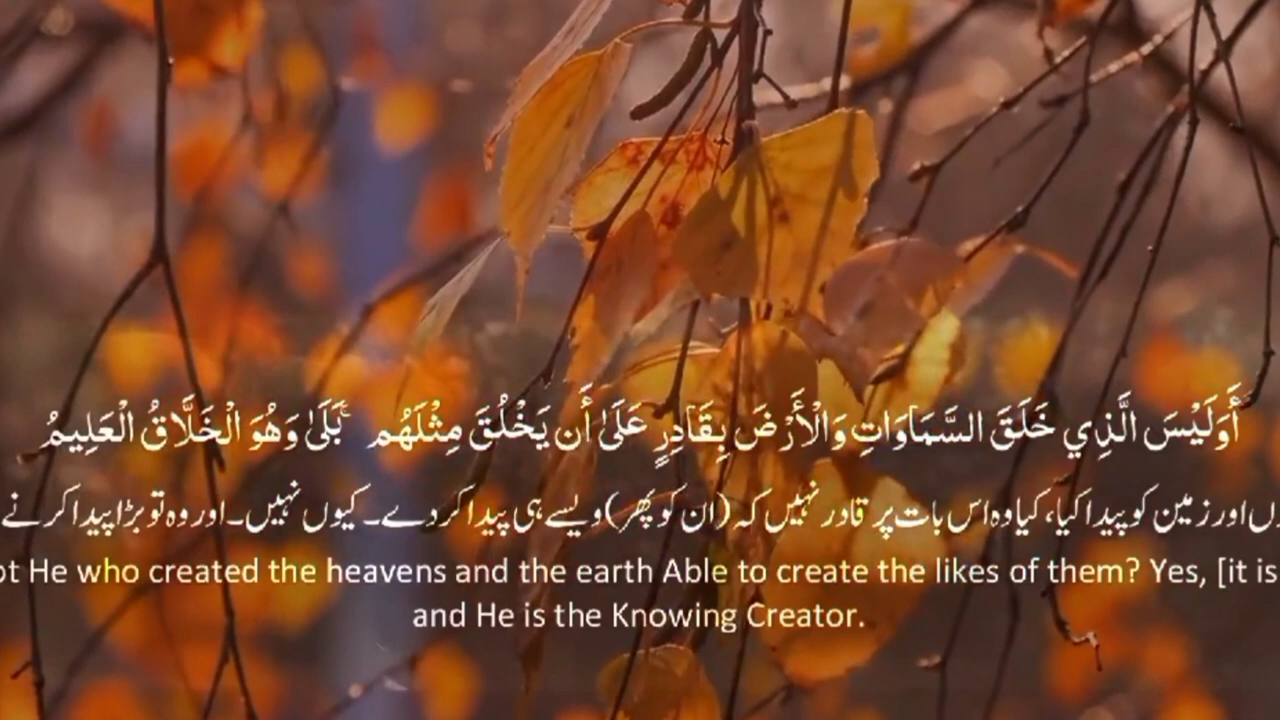 أَوَلَيْسَ الَّذِي خَلَقَ السَّمَاوَاتِ وَالْأَرْضَ بِقَادِرٍ عَلَىٰ أَن يَخْلُقَ مِثْلَهُم ۚ بَلَىٰ وَهُوَ الْخَلَّاقُ الْعَلِيمُ
اور زمین کو پیدا کیا، کیا وہ اس بات پر قادر نہیں کہ (ان کو پھر) ویسے ہی پیدا کر دے۔ کیوں نہیں۔ اور وہ تو بڑا پیدا کرنے
He who created the heavens and the earth Able to create the likes of them? Yes, [it is
and He is the Knowing Creator.